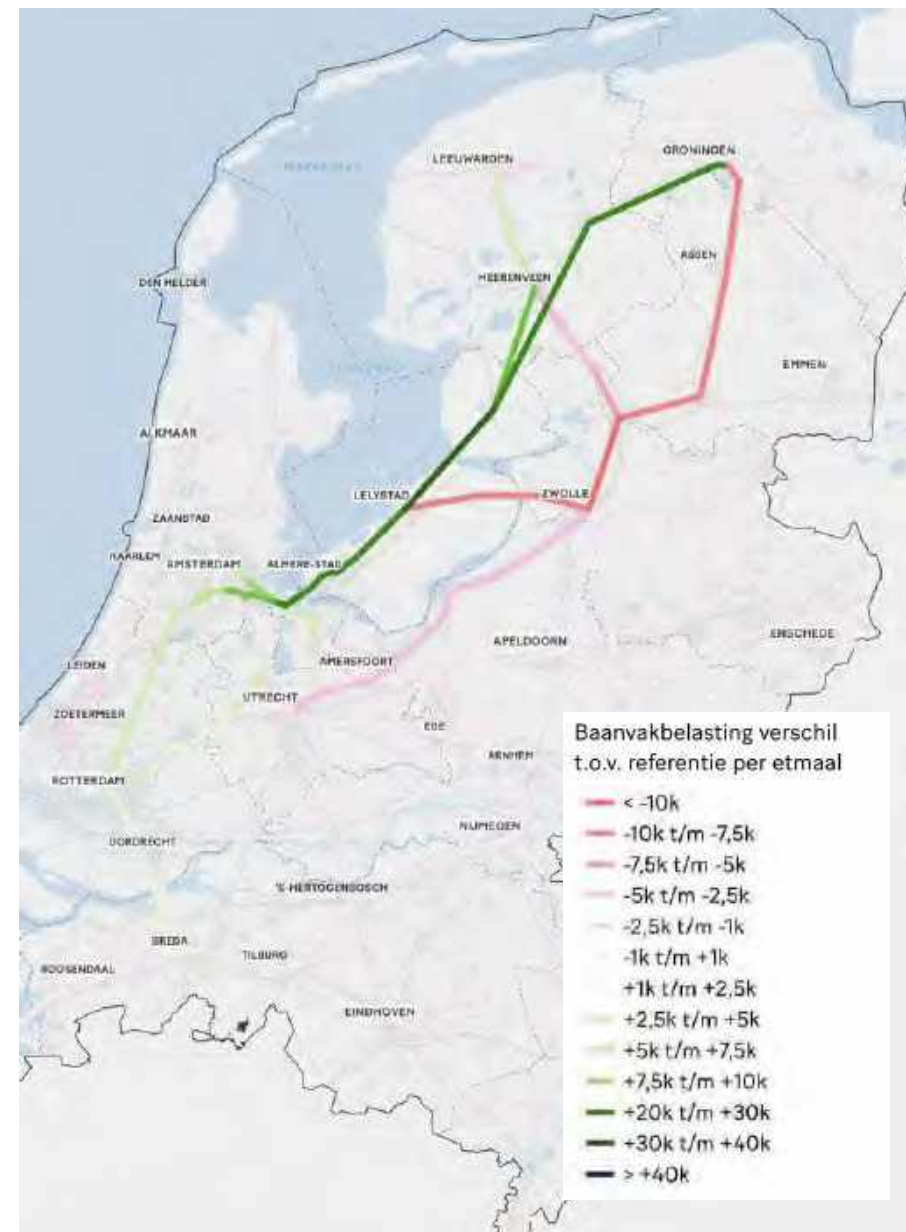 GRONINGEN
LEEUWARDEN
ASSEN
HEERENVEEN
DEN HELDER
EMMEN
ALKMAAR
LELYSTAD
ZWOLLE
ZAANSTAD
HAARLEM
AMSTERDAM
ALMERE-STAD
ENSCHEDE
APELDOORN
AMERSFOORT
LEIDEN
UTRECHT
ZOETERMEER
EDE
ARNHEM
ROTTERDAM
NIJMEGEN
DORDRECHT
'S-HERTOGENBOSCH
BREDA
TILBURG
ROOSENDAAL
EINDHOVEN
Baanvakbelasting verschil
t.o.v. referentie per etmaal
< -10k
-10k t/m -7,5k
-7,5k t/m -5k
-5k t/m -2,5k
-2,5k t/m -1k
-1k t/m +1k
+1k t/m +2,5k
+2,5k t/m +5k
+5k t/m +7,5k
+7,5k t/m +10k
+20k t/m +30k
+30k t/m +40k
> +40k